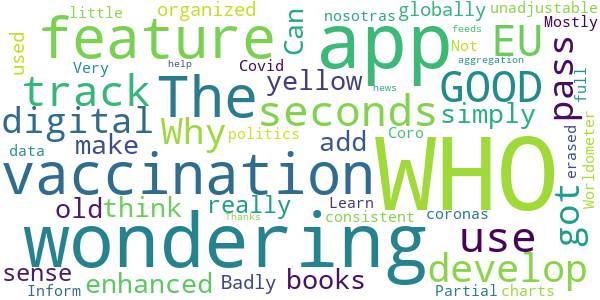 little organized nosotras globally unadjustable
used Very Can feeds Mostly
feature Covid app Not EU aggregation full
track The yellow news GOOD pass
digital Why help seconds simply
data make politics add Coro erased Worldometer
vaccination WHO
old think really Learn consistent coronas got
wondering Thanks use develop
sense enhanced Badly books
Inform Partial charts